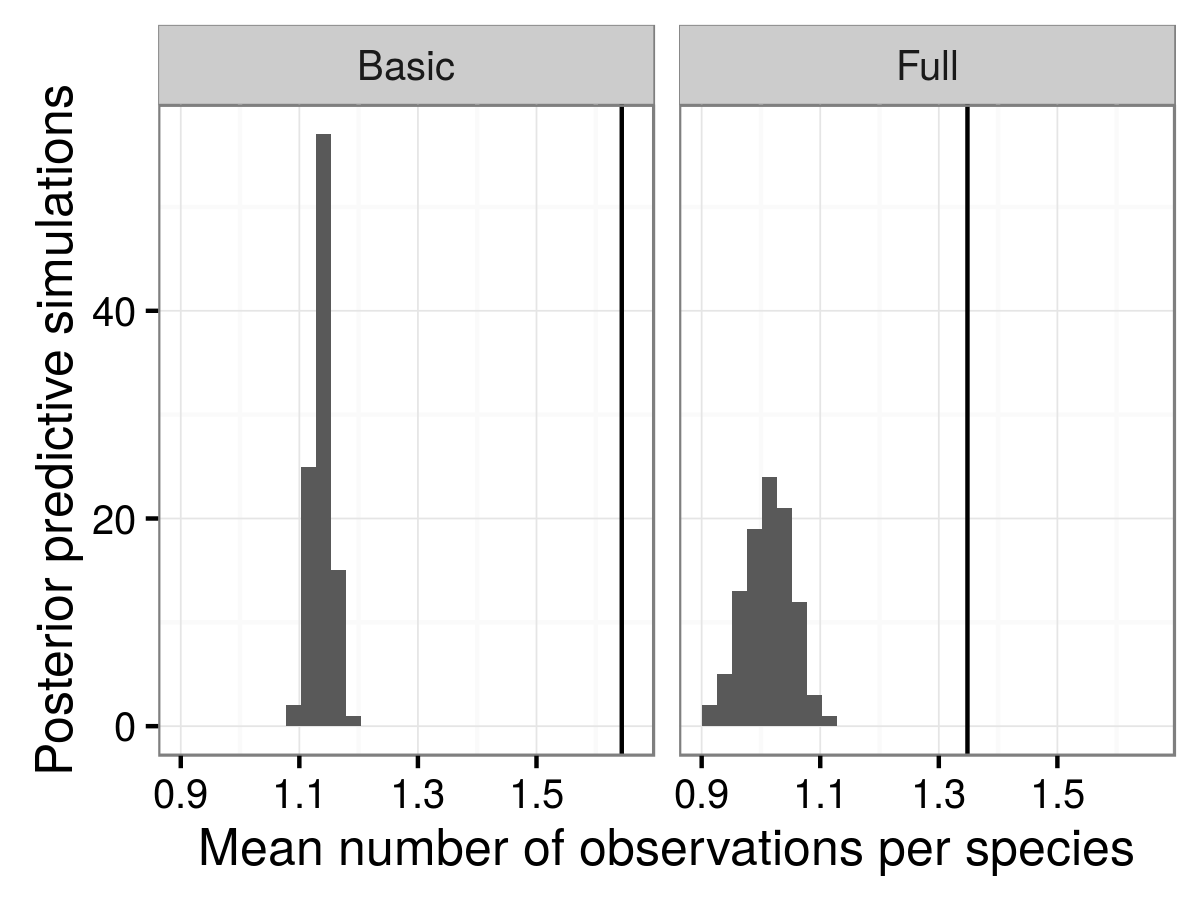 Basic
Full
Posterior predictive simulations
40
20
0
0.9 1.1 1.3 1.5
0.9 1.1 1.3 1.5
Mean number of observations per species